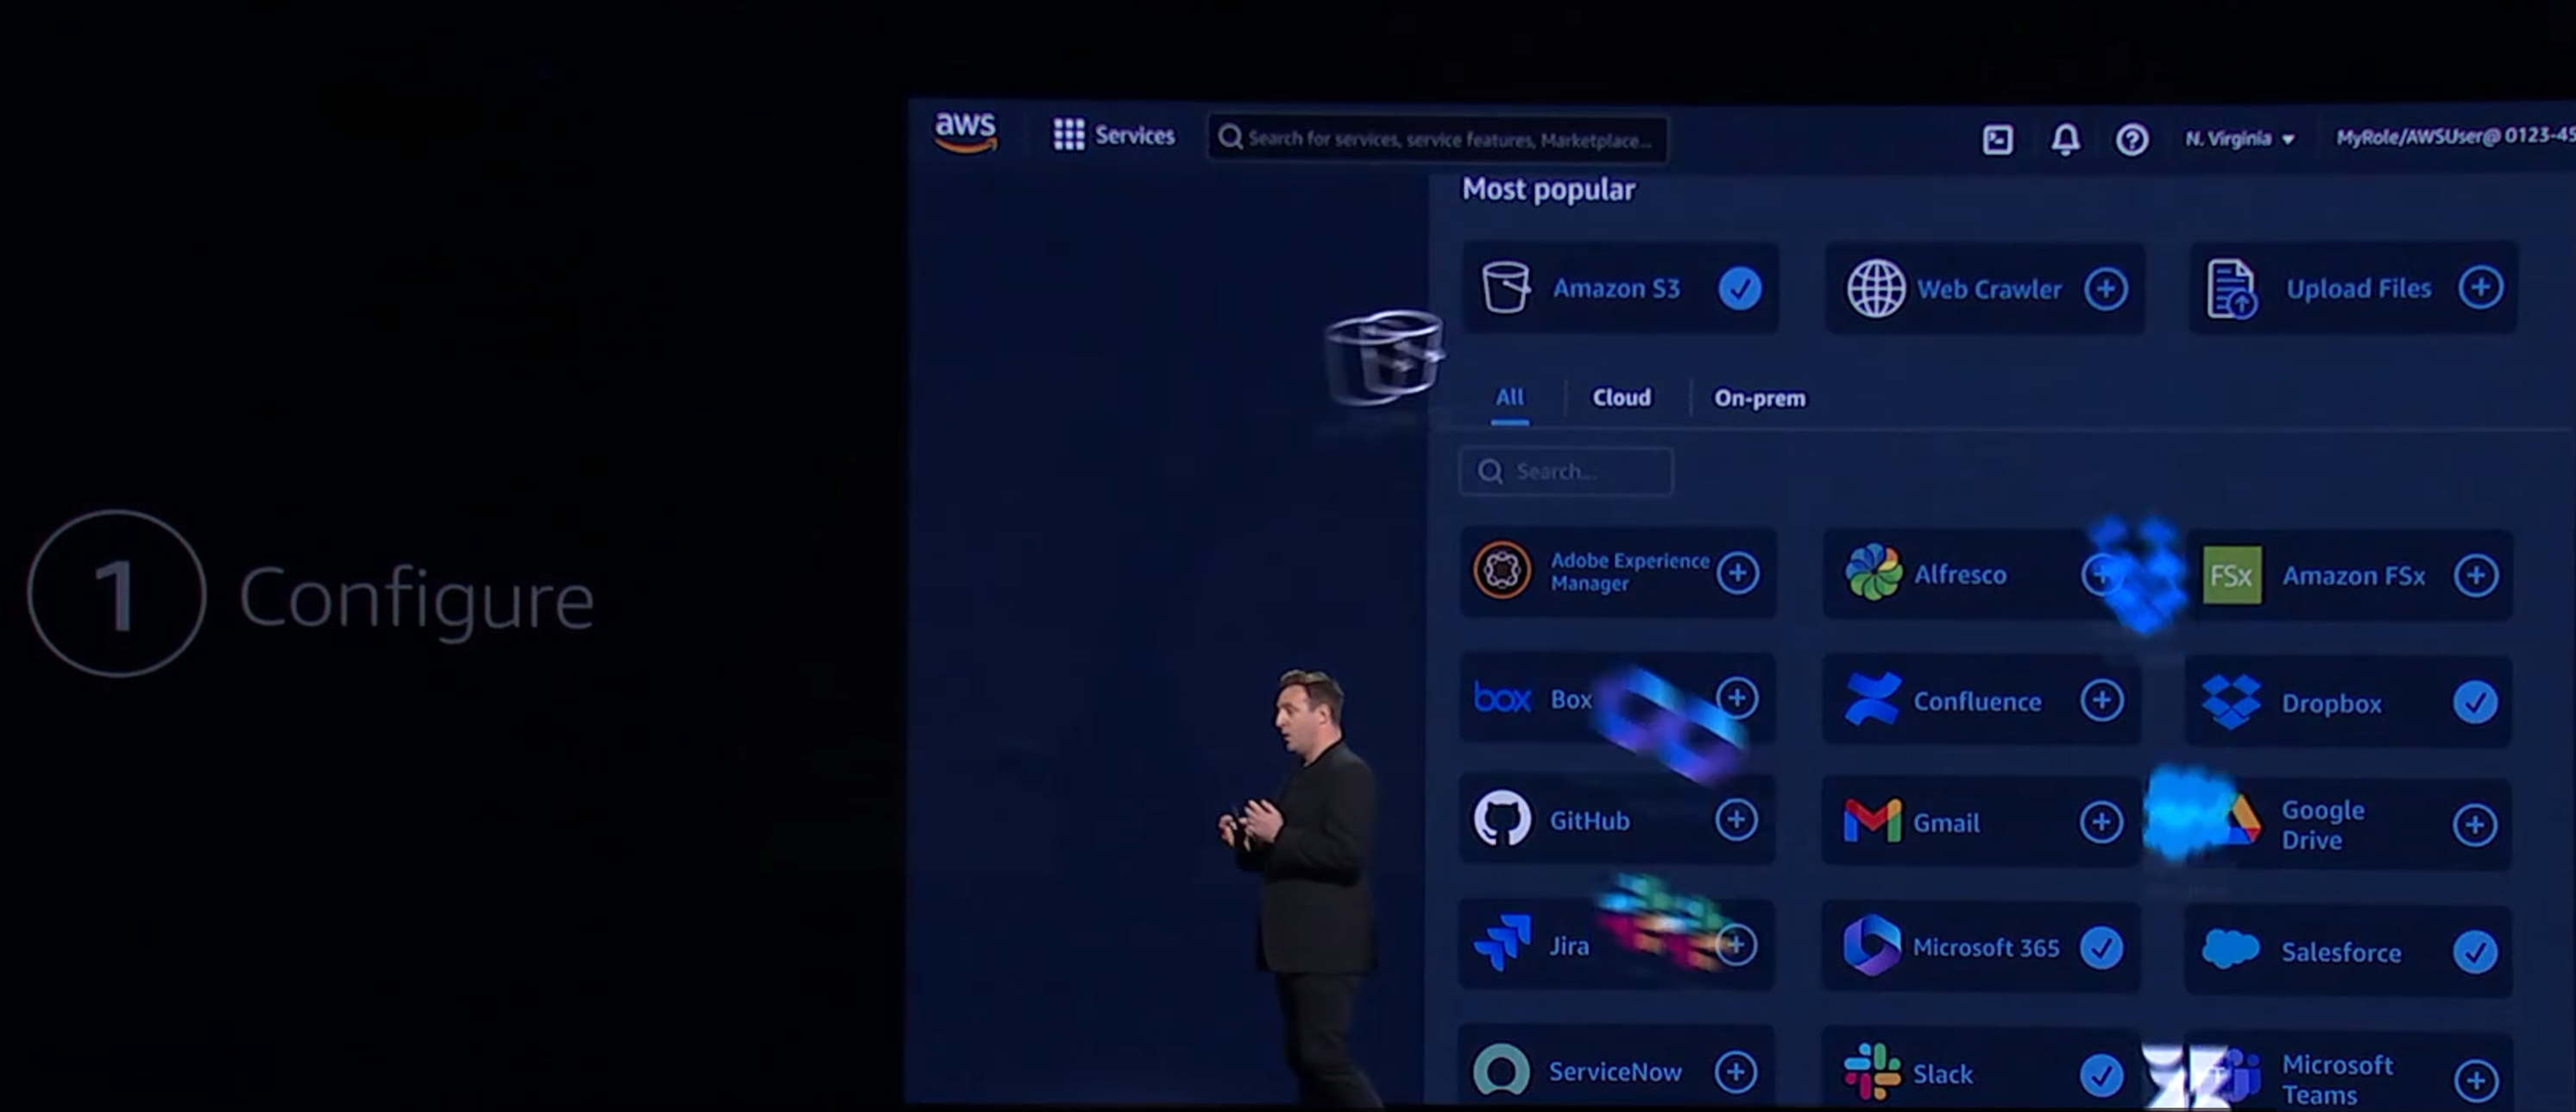 aws
Services
Search for services, service features, Marketplace...
N. Virginia
MyRole/AWSUser@ 0123-45
Most popular
Amazon S3
Web Crawler
Upload Files
All
Cloud
On-prem
Search...
1
Configure
Adobe Experience
Manager
Alfresco
FSx
Amazon FSx
box
Box
Confluence
Dropbox
GitHub
Gmail
Google
Drive
Jira
Microsoft 365
Salesforce
ServiceNow
Slack
Microsoft
Teams